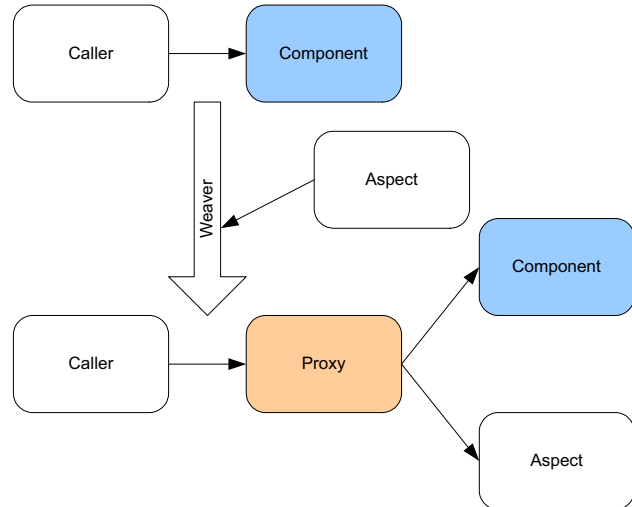 Caller
Component
Aspect
Weaver
Component
Caller
Proxy
Aspect